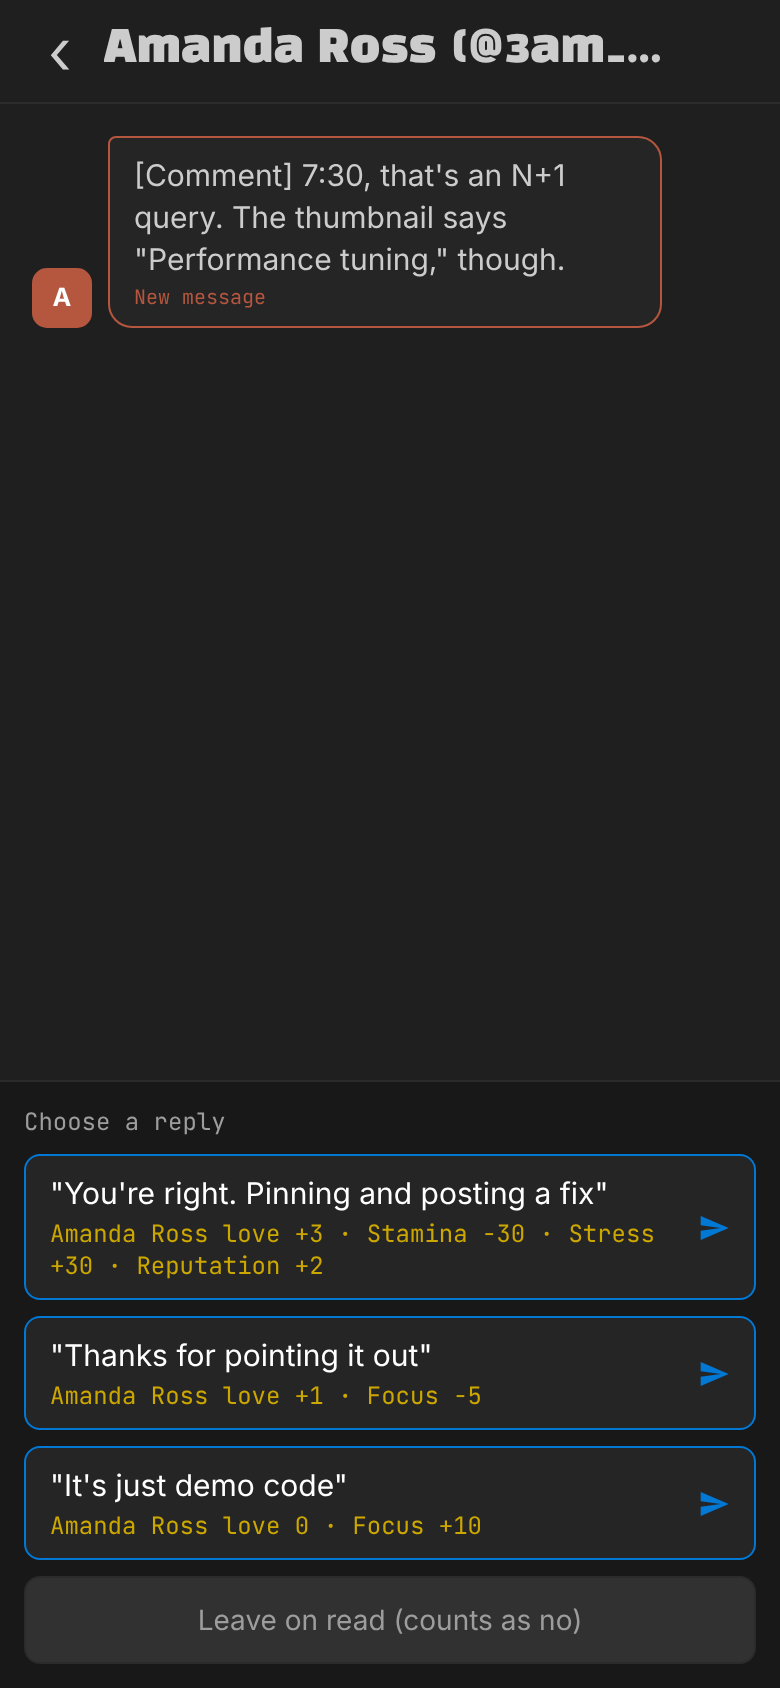 Amanda Ross (@3am_...
[Comment] 7:30, that's an N+1
query. The thumbnail says
"Performance tuning," though.
New message
A
Choose a reply
"You're right. Pinning and posting a fix"
Amanda Ross love +3 · Stamina -30 · Stress
+30 · Reputation +2
"Thanks for pointing it out"
Amanda Ross love +1 · Focus -5
"It's just demo code"
Amanda Ross love 0 · Focus +10
Leave on read (counts as no)